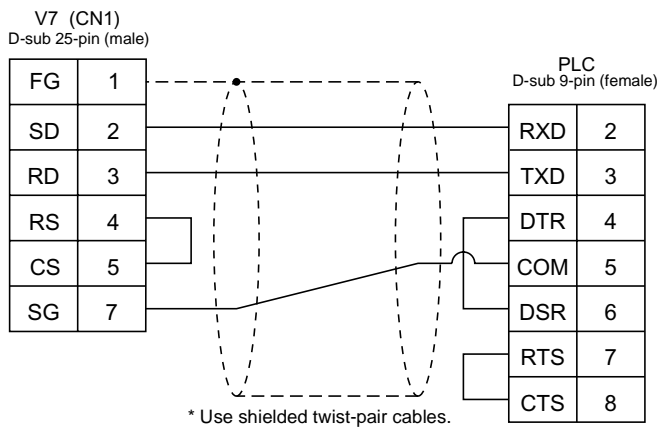 V7 (CN1)
D-sub 25-pin (male)
FG 1
SD 2
RD 3
RS 4
CS 5
SG 7
PLC
D-sub 9-pin (female)
RXD 2
TXD 3
DTR 4
COM 5
DSR 6
RTS 7
CTS 8
* Use shielded twist-pair cables.